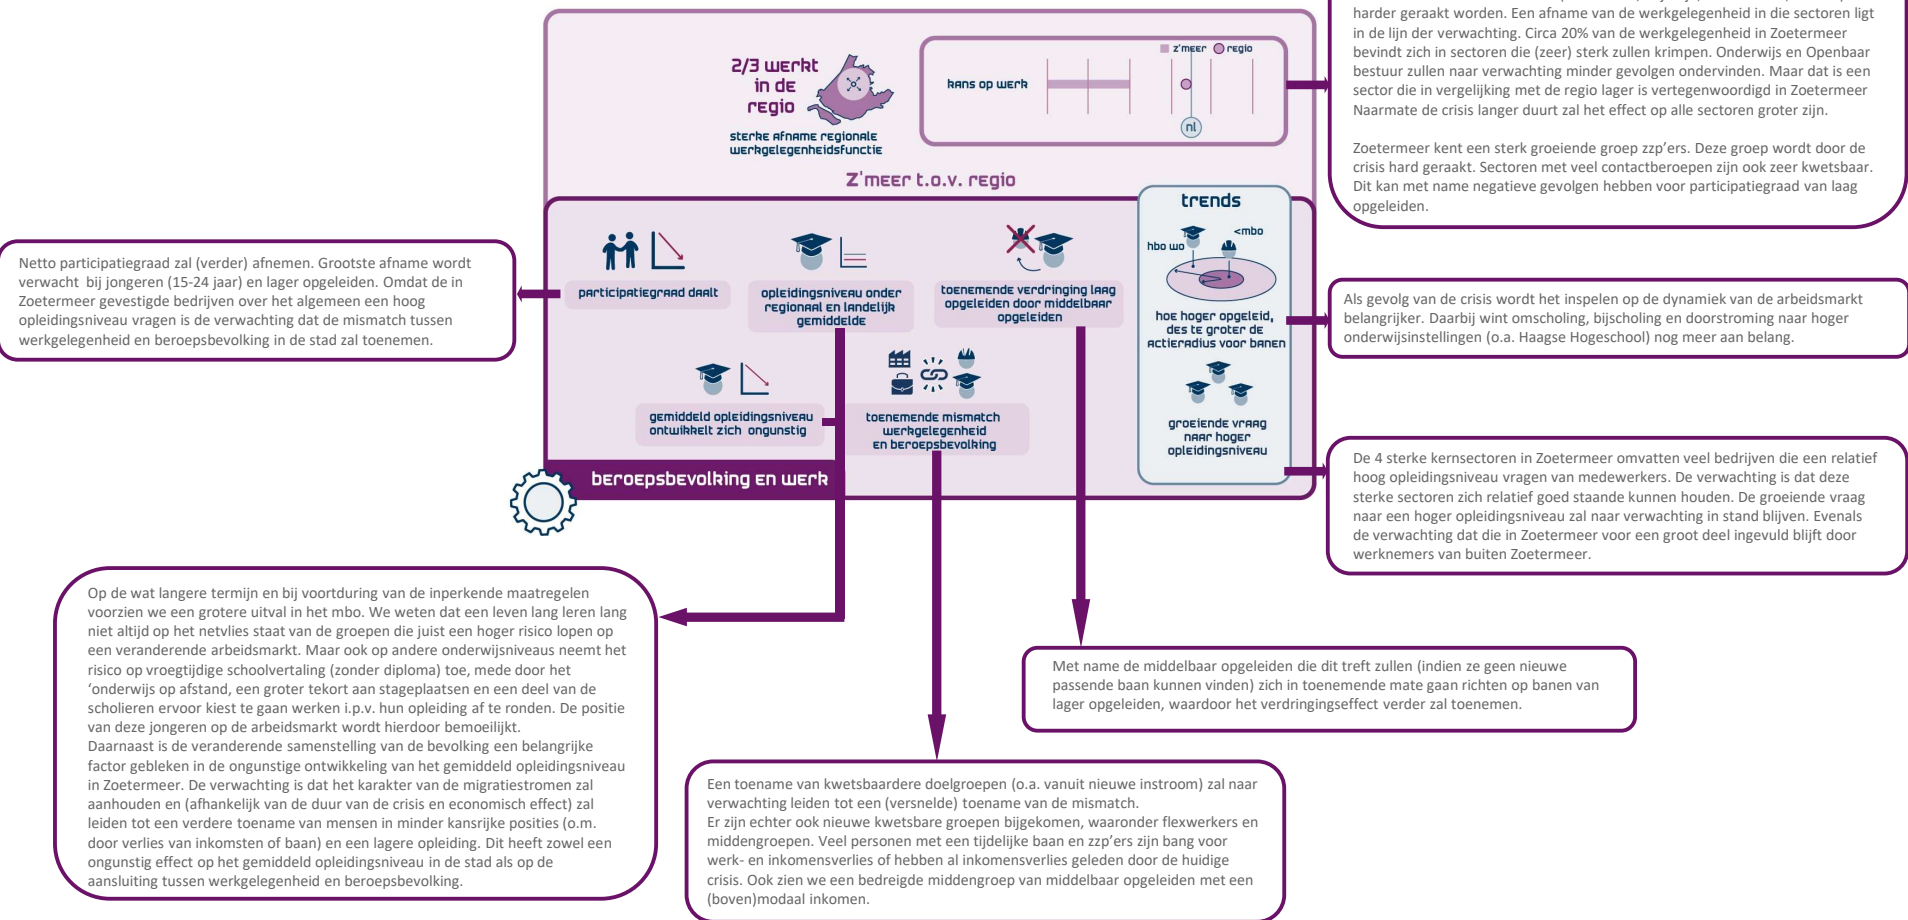 harder geraakt worden. Een afname van de werkgelegenheid in die sectoren ligt
in de lijn der verwachting. Circa 20% van de werkgelegenheid in Zoetermeer
bevindt zich in sectoren die (zeer) sterk zullen krimpen. Onderwijs en Openbaar
bestuur zullen naar verwachting minder gevolgen ondervinden. Maar dat is een
sector die in vergelijking met de regio lager is vertegenwoordigd in Zoetermeer
Naarmate de crisis langer duurt zal het effect op alle sectoren groter zijn.
Zoetermeer kent een sterk groeiende groep zzp'ers. Deze groep wordt door de
crisis hard geraakt. Sectoren met veel contactberoepen zijn ook zeer kwetsbaar.
Dit kan met name negatieve gevolgen hebben voor participatiegraad van laag
opgeleiden.
2/3 werkt
in de
regio
sterke afname regionale
werkgelegenheidsfunctie
z'meer regio
kans op werk
nl
Z'meer t.o.v. regio
trends
hbo wo
<mbo
hoe hoger opgeleid,
des te groter de
actieradius voor banen
groeiende vraag
naar hoger
opleidingsniveau
participatiegraad daalt
opleidingsniveau onder
regionaal en landelijk
gemiddelde
toenemende verdringing laag
opgeleiden door middelbaar
opgeleiden
gemiddeld opleidingsniveau
ontwikkelt zich ongunstig
toenemende mismatch
werkgelegenheid
en beroepsbevolking
beroepsbevolking en werk
Netto participatiegraad zal (verder) afnemen. Grootste afname wordt
verwacht bij jongeren (15-24 jaar) en lager opgeleiden. Omdat de in
Zoetermeer gevestigde bedrijven over het algemeen een hoog
opleidingsniveau vragen is de verwachting dat de mismatch tussen
werkgelegenheid en beroepsbevolking in de stad zal toenemen.
Als gevolg van de crisis wordt het inspelen op de dynamiek van de arbeidsmarkt
belangrijker. Daarbij wint omscholing, bijscholing en doorstroming naar hoger
onderwijsinstellingen (o.a. Haagse Hogeschool) nog meer aan belang.
De 4 sterke kernsectoren in Zoetermeer omvatten veel bedrijven die een relatief
hoog opleidingsniveau vragen van medewerkers. De verwachting is dat deze
sterke sectoren zich relatief goed staande kunnen houden. De groeiende vraag
naar een hoger opleidingsniveau zal naar verwachting in stand blijven. Evenals
de verwachting dat die in Zoetermeer voor een groot deel ingevuld blijft door
werknemers van buiten Zoetermeer.
Op de wat langere termijn en bij voortduring van de inperkende maatregelen
voorzien we een grotere uitval in het mbo. We weten dat een leven lang leren lang
niet altijd op het netvlies staat van de groepen die juist een hoger risico lopen op
een veranderende arbeidsmarkt. Maar ook op andere onderwijsniveaus neemt het
risico op vroegtijdige schoolvertaling (zonder diploma) toe, mede door het
‘onderwijs op afstand, een groter tekort aan stageplaatsen en een deel van de
scholieren ervoor kiest te gaan werken i.p.v. hun opleiding af te ronden. De positie
van deze jongeren op de arbeidsmarkt wordt hierdoor bemoeilijkt.
Daarnaast is de veranderende samenstelling van de bevolking een belangrijke
factor gebleken in de ongunstige ontwikkeling van het gemiddeld opleidingsniveau
in Zoetermeer. De verwachting is dat het karakter van de migratiestromen zal
aanhouden en (afhankelijk van de duur van de crisis en economisch effect) zal
leiden tot een verdere toename van mensen in minder kansrijke posities (o.m.
door verlies van inkomsten of baan) en een lagere opleiding. Dit heeft zowel een
ongunstig effect op het gemiddeld opleidingsniveau in de stad als op de
aansluiting tussen werkgelegenheid en beroepsbevolking.
Met name de middelbaar opgeleiden die dit treft zullen (indien ze geen nieuwe
passende baan kunnen vinden) zich in toenemende mate gaan richten op banen van
lager opgeleiden, waardoor het verdringingseffect verder zal toenemen.
Een toename van kwetsbaardere doelgroepen (o.a. vanuit nieuwe instroom) zal naar
verwachting leiden tot een (versnelde) toename van de mismatch.
Er zijn echter ook nieuwe kwetsbare groepen bijgekomen, waaronder flexwerkers en
middengroepen. Veel personen met een tijdelijke baan en zzp'ers zijn bang voor
werk- en inkomensverlies of hebben al inkomensverlies geleden door de huidige
crisis. Ook zien we een bedreigde middengroep van middelbaar opgeleiden met een
(boven)modaal inkomen.